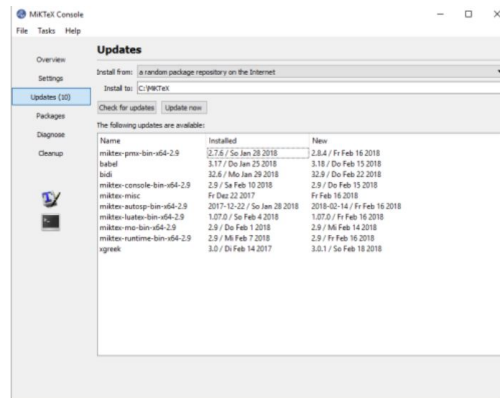 MiKTeX Console
File Tasks Help
Overview
Settings
Updates (10)
Packages
Diagnose
Cleanup
Updates
Install from: a random package repository on the Internet
Install to: C:\MiKTeX
Check for updates Update now
The following updates are available:
Name Installed New
miktex-pmx-bin-x64-2.9 2.7.6 / So Jan 28 2018 2.8.4 / Fr Feb 16 2018
babel 3.17 / Do Jan 25 2018 3.18 / Do Feb 15 2018
bidi 32.6 / Mo Jan 29 2018 32.9 / Do Feb 22 2018
miktex-console-bin-x64-2.9 2.9 / Sa Feb 10 2018 2.9 / Do Feb 15 2018
miktex-misc Fr Dez 22 2017 Fr Feb 16 2018
miktex-autosp-bin-x64-2.9 2017-12-22 / So Jan 28 2018 2018-02-14 / Fr Feb 16 2018
miktex-luatex-bin-x64-2.9 1.07.0 / So Feb 4 2018 1.07.0 / Fr Feb 16 2018
miktex-mo-bin-x64-2.9 2.9 / Do Feb 1 2018 2.9 / Mi Feb 14 2018
miktex-runtime-bin-x64-2.9 2.9 / Mi Feb 7 2018 2.9 / Fr Feb 16 2018
xgreek 3.0 / Di Feb 14 2017 3.0.1 / So Feb 18 2018